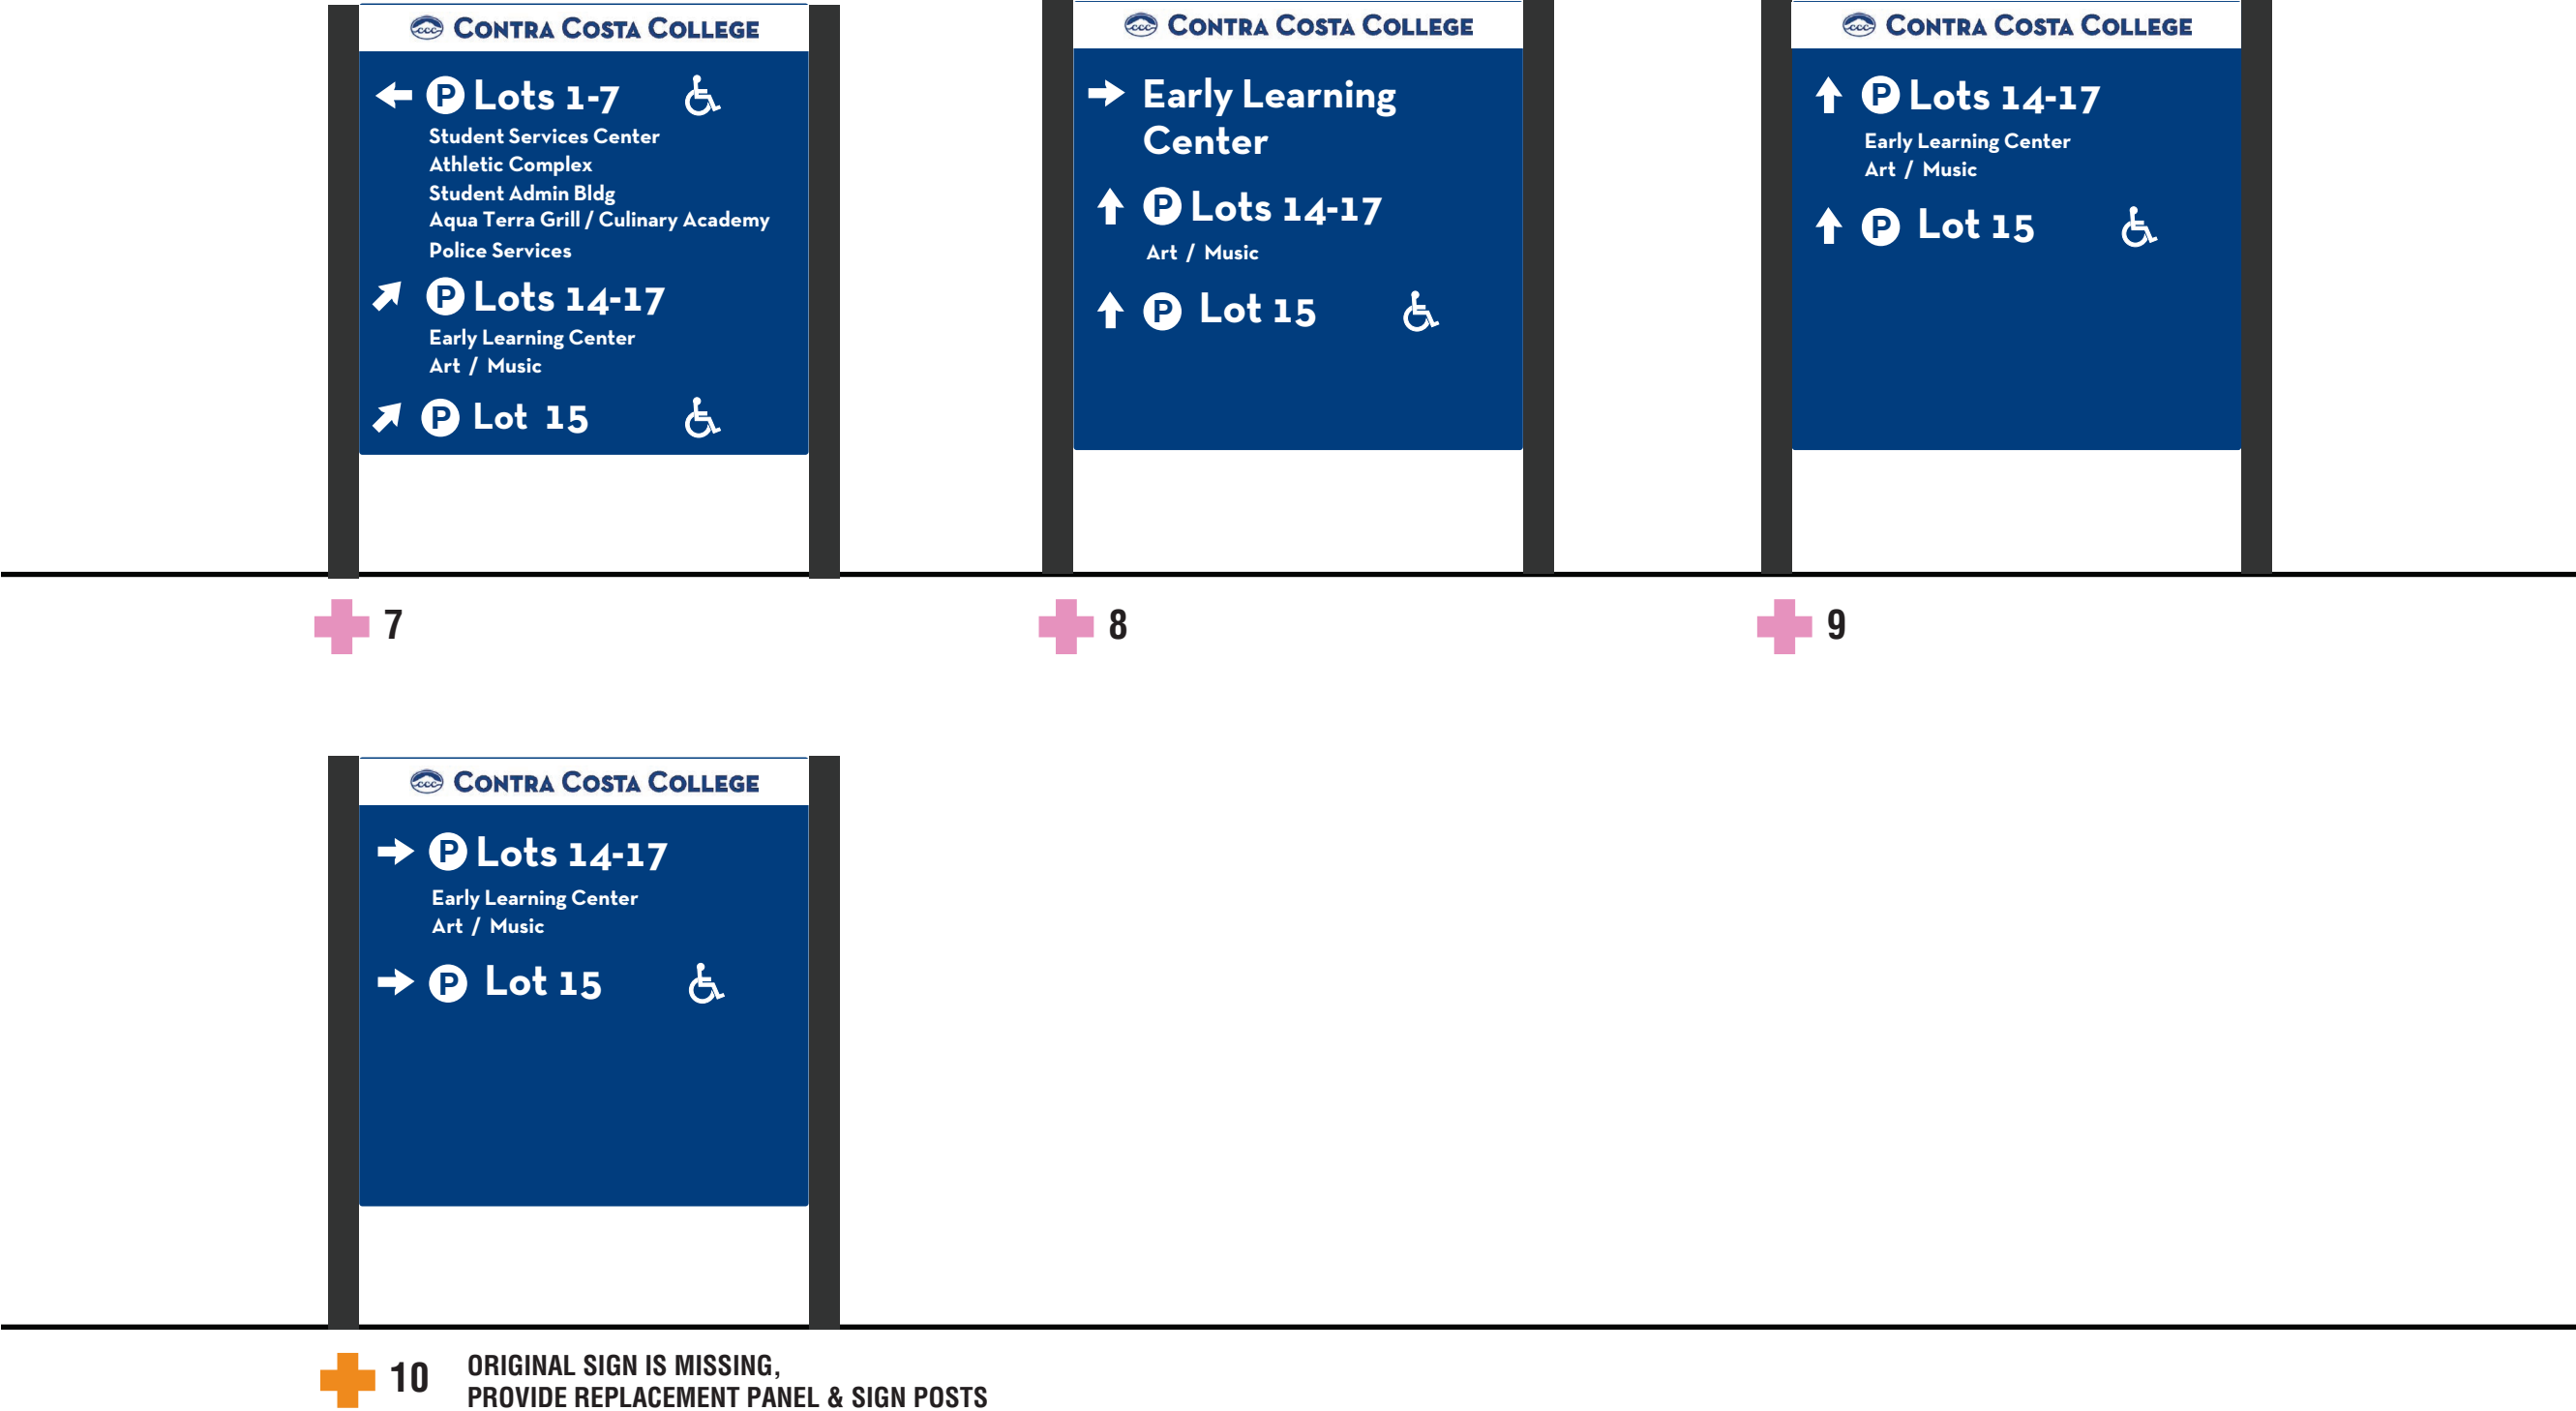 CONTRA COSTA COLLEGE
P Lots 1-7
Student Services Center
Athletic Complex
Student Admin Bldg
Aqua Terra Grill / Culinary Academy
Police Services
P Lots 14-17
Early Learning Center
Art / Music
P Lot 15
7
CONTRA COSTA COLLEGE
Early Learning
Center
P Lots 14-17
Art / Music
P Lot 15
8
CONTRA COSTA COLLEGE
P Lots 14-17
Early Learning Center
Art / Music
P Lot 15
9
CONTRA COSTA COLLEGE
P Lots 14-17
Early Learning Center
Art / Music
P Lot 15
10
ORIGINAL SIGN IS MISSING,
PROVIDE REPLACEMENT PANEL & SIGN POSTS